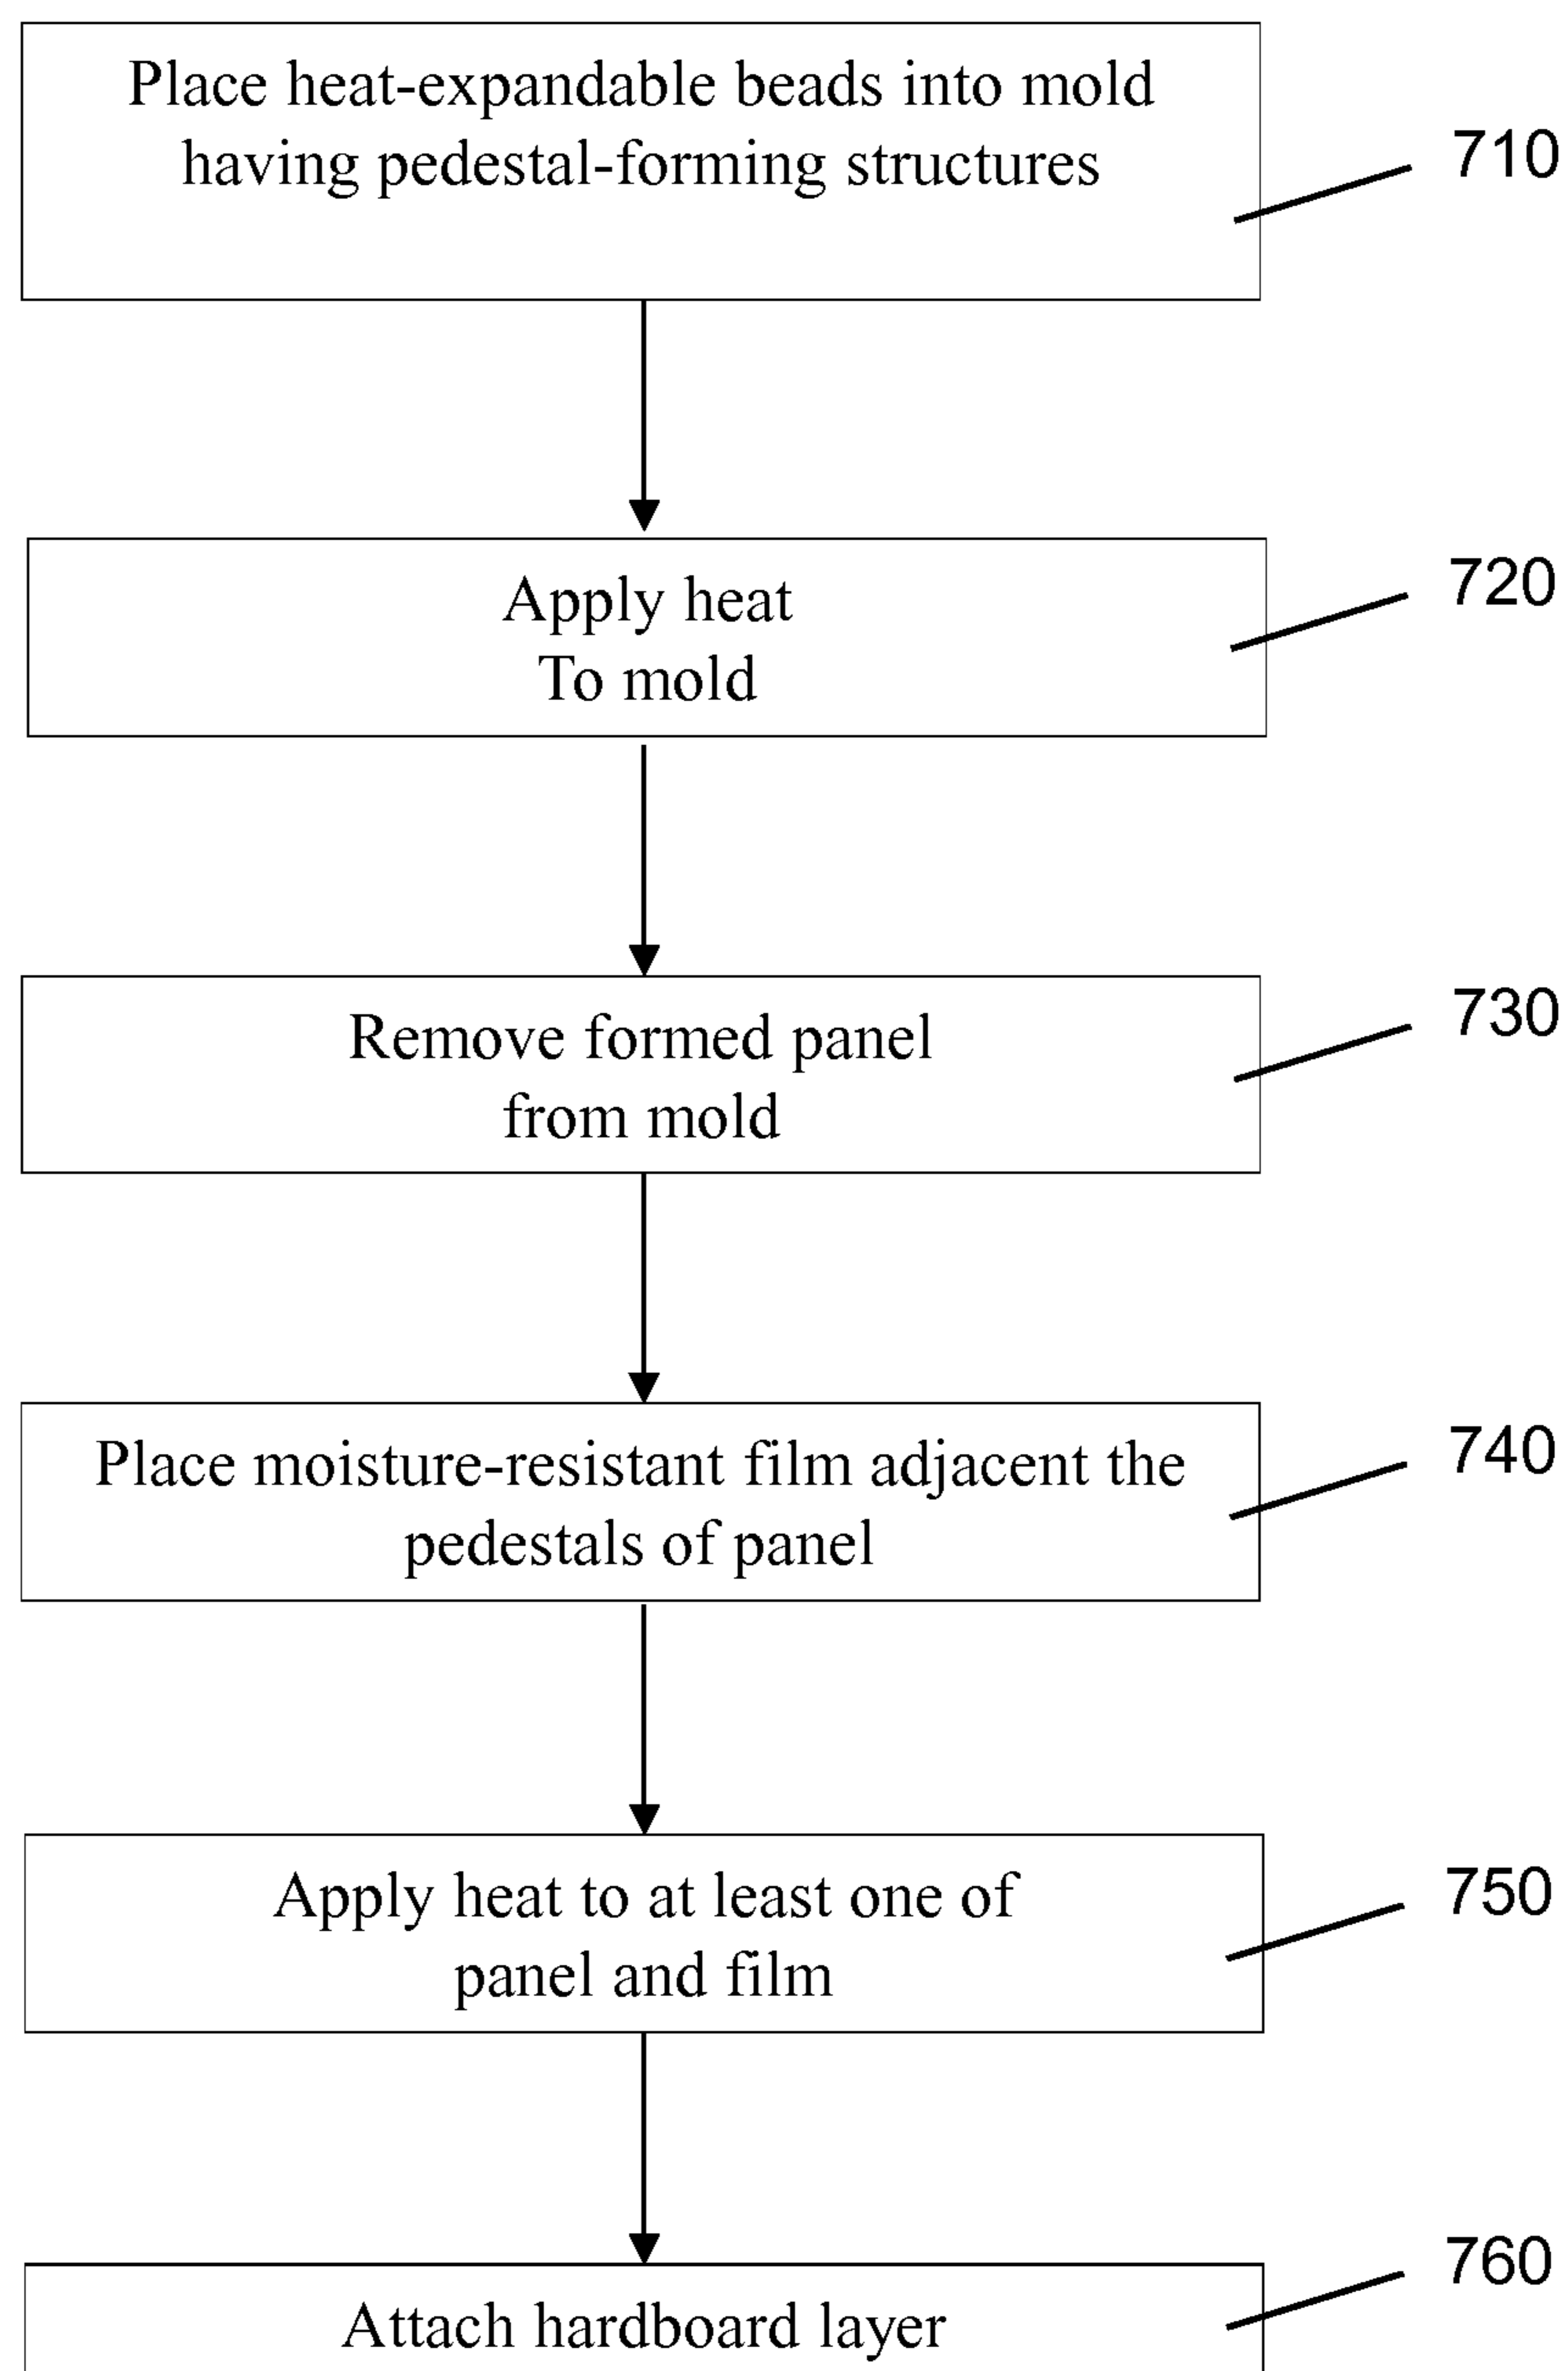 Place heat-expandable beads into mold
having pedestal-forming structures
710
Apply heat
To mold
720
Remove formed panel
from mold
730
Place moisture-resistant film adjacent the
pedestals of panel
740
Apply heat to at least one of
panel and film
750
Attach hardboard layer
760